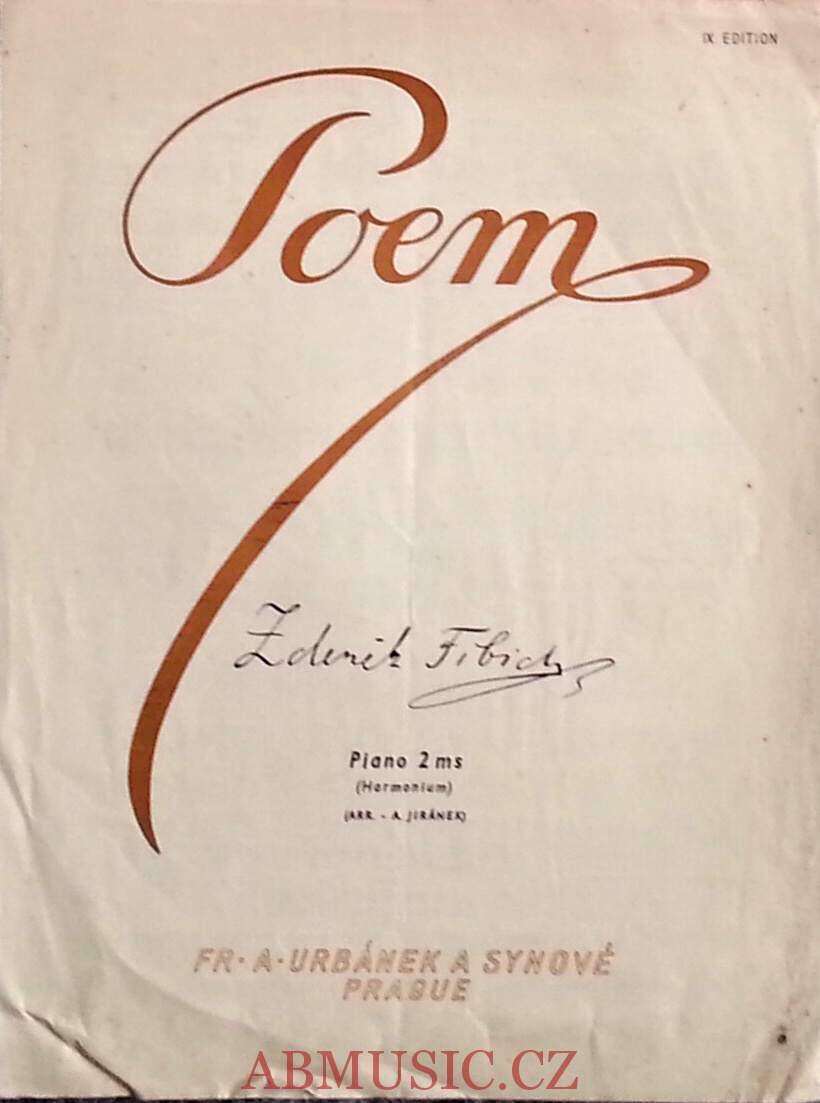 IX. EDITION
Poem
Zdeněk Fibich
Piano 2 ms
(Harmonium)
(ARR. - A. JIRÁNEK)
FR. A. URBÁNEK A SYNOVÉ
PRAGUE
ABMUSIC.CZ